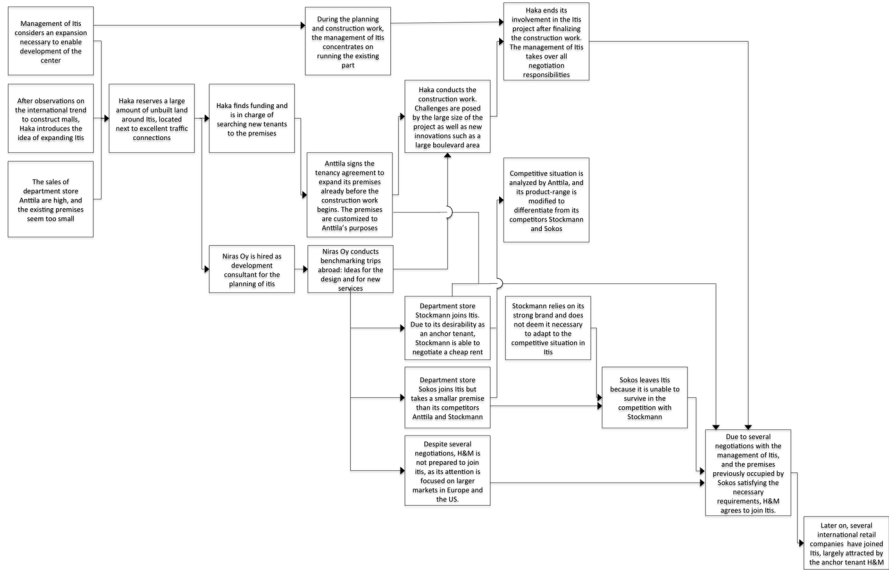 Management of Itis
considers an expansion
necessary to enable
development of the
center
During the planning
and construction work,
the management of Itis
concentrates on
running the existing
part
Haka ends its
involvement in the Itis
project after finalizing
the construction work.
The management of Itis
takes over all
negotiation
responsibilities
After observations on
the international trend
to construct malls,
Haka introduces the
idea of expanding Itis
Haka reserves a large
amount of unbuilt land
around Itis, located
next to excellent traffic
connections
Haka finds funding and
is in charge of
searching new tenants
to the premises
Haka conducts the
construction work.
Challenges are posed
by the large size of the
project as well as new
innovations such as a
large boulevard area
The sales of
department store
Anttila are high, and
the existing premises
seem too small
Anttila signs the
tenancy agreement to
expand its premises
already before the
construction work
begins. The premises
are customized to
Anttila's purposes
Competitive situation
is analyzed by Anttila, and
its product-range is
modified to
differentiate from its
competitors Stockmann
and Sokos
Niras Oy is hired as
development
consultant for the
planning of itis
Niras Oy conducts
benchmarking trips
abroad: Ideas for the
design and for new
services
Department store
Stockmann joins Itis.
Due to its desirability as
an anchor tenant,
Stockmann is able to
negotiate a cheap rent
Stockmann relies on its
strong brand and does
not deem it necessary
to adapt to the
competitive situation in
Itis
Department store
Sokos joins Itis but
takes a smallar premise
than its competitors
Anttila and Stockmann
Sokos leaves Itis
because it is unable to
survive in the
competition with
Stockmann
Despite several
negotiations, H&M is
not prepared to join
itis, as its attention is
focused on larger
markets in Europe and
the US.
Due to several
negotiations with the
management of Itis,
and the premises
previously occupied by
Sokos satisfying the
necessary
requirements, H&M
agrees to join Itis.
Later on, several
international retail
companies have joined
Itis, largely attracted by
the anchor tenant H&M